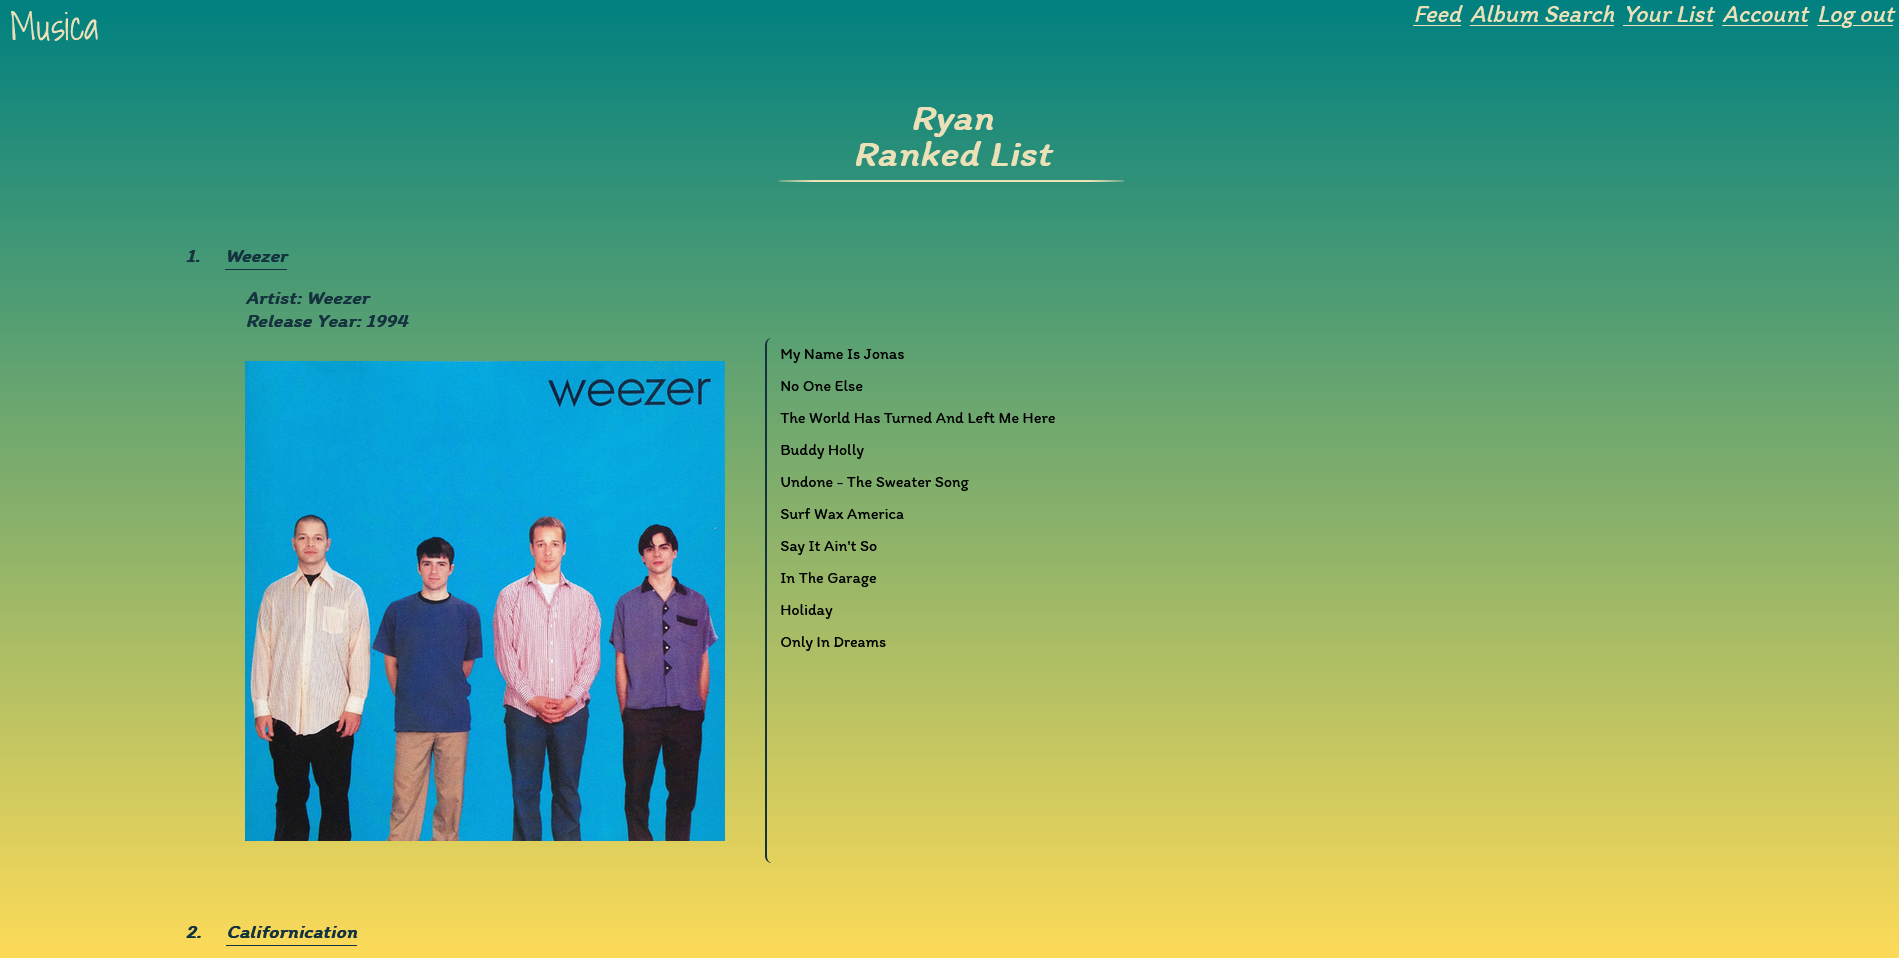 Musica
Feed Album Search Your List Account Log out
Ryan
Ranked List
1. Weezer
Artist: Weezer
Release Year: 1994
weezer
My Name Is Jonas
No One Else
The World Has Turned And Left Me Here
Buddy Holly
Undone - The Sweater Song
Surf Wax America
Say It Ain't So
In The Garage
Holiday
Only In Dreams
2. Californication